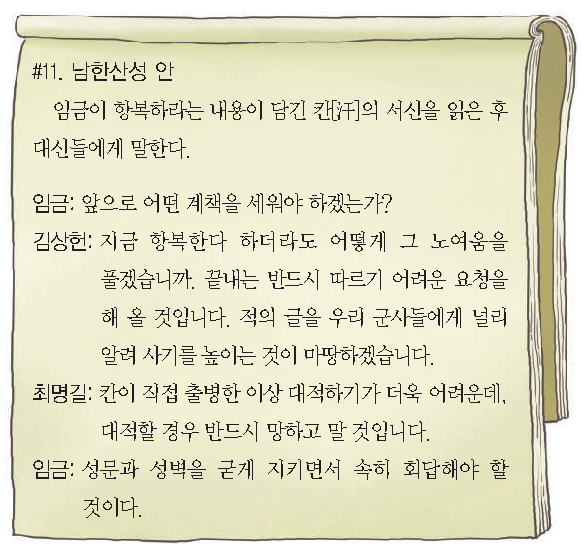 #11. 남한산성 안
임금이 항복하라는 내용이 담긴 칸[汗]의 서신을 읽은 후
대신들에게 말한다.
임금: 앞으로 어떤 계책을 세워야 하겠는가?
김상헌: 지금 항복한다 하더라도 어떻게 그 노여움을
풀겠습니까. 끝내는 반드시 따르기 어려운 요청을
해 올 것입니다. 적의 글을 우리 군사들에게 널리
알려 사기를 높이는 것이 마땅하겠습니다.
최명길: 칸이 직접 출병한 이상 대적하기가 더욱 어려운데,
대적할 경우 반드시 망하고 말 것입니다.
임금: 성문과 성벽을 굳게 지키면서 속히 회답해야 할
것이다.